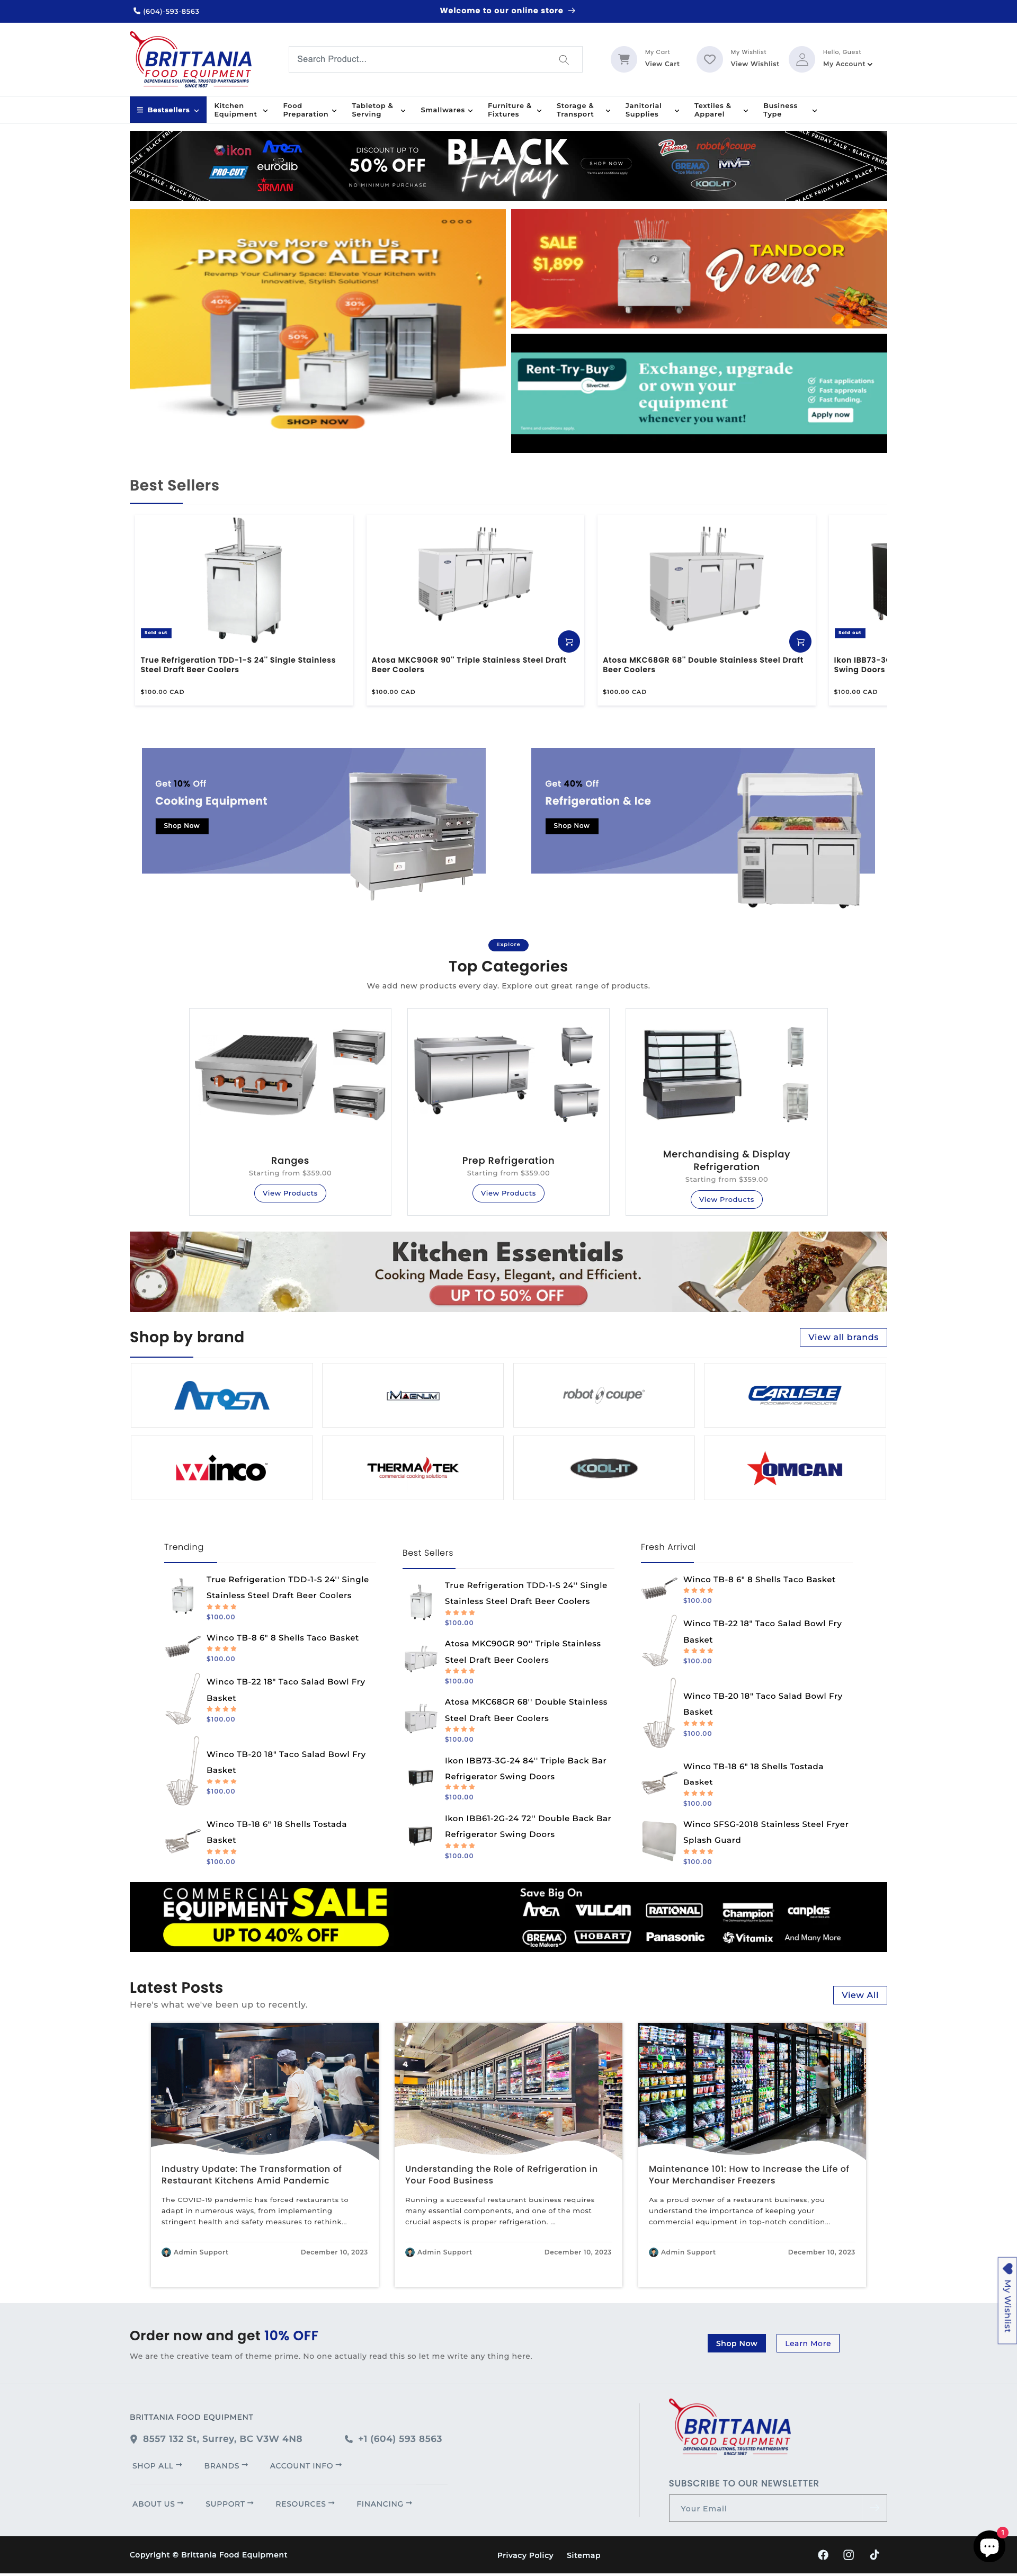 (604)-593-8563
Welcome to our online store →
BRITTANIA
FOOD EQUIPMENT
DEPENDABLE SOLUTIONS, TRUSTED PARTNERSHIPS
SINCE 1987
Search Product...
My Cart
View Cart
My Wishlist
View Wishlist
Hello, Guest
My Account
Bestsellers
Kitchen Equipment
Food Preparation
Tabletop & Serving
Smallwares
Furniture & Fixtures
Storage & Transport
Janitorial Supplies
Textiles & Apparel
Business Type
ikon
Atosa
PRO-CUT
eurodib
SIRMAN
DISCOUNT UP TO
50% OFF
NO MINIMUM PURCHASE
BLACK
Friday
SHOP NOW
*Terms and conditions apply
Prima
robot coupe
BREMA
MVP
KOOL-IT
BLACK FRIDAY SALE
Save More with Us
PROMO ALERT!
Revamp Your Culinary Space: Elevate Your Kitchen with
Innovative, Stylish Solutions!
40%
30%
50%
SHOP NOW
SALE
$1,899
TANDOOR
Ovens
Rent-Try-Buy®
SilverChef
Exchange, upgrade
or own your
equipment
whenever you want!
Fast applications
Fast approvals
Fast funding.
Apply now
Terms and conditions apply
Best Sellers
Sold out
True Refrigeration TDD-1-S 24'' Single Stainless
Steel Draft Beer Coolers
$100.00 CAD
Atosa MKC90GR 90'' Triple Stainless Steel Draft
Beer Coolers
$100.00 CAD
Atosa MKC68GR 68'' Double Stainless Steel Draft
Beer Coolers
$100.00 CAD
Sold out
Ikon IBB73-3
Swing Doors
$100.00 CAD
Get 10% Off
Cooking Equipment
Shop Now
Get 40% Off
Refrigeration & Ice
Shop Now
Explore
Top Categories
We add new products every day. Explore out great range of products.
Ranges
Starting from $359.00
View Products
Prep Refrigeration
Starting from $359.00
View Products
Merchandising & Display
Refrigeration
Starting from $359.00
View Products
Kitchen Essentials
Cooking Made Easy, Elegant, and Efficient.
UP TO 50% OFF
Shop by brand
View all brands
ATOSA
MAGNUM
robot coupe
CARLISLE
FOODSERVICE PRODUCTS
winco
THERMATEK
commercial cooking solutions.
KOOL-IT
OMCAN
Trending
True Refrigeration TDD-1-S 24'' Single
Stainless Steel Draft Beer Coolers
$100.00
Winco TB-8 6" 8 Shells Taco Basket
$100.00
Winco TB-22 18" Taco Salad Bowl Fry
Basket
$100.00
Winco TB-20 18" Taco Salad Bowl Fry
Basket
$100.00
Winco TB-18 6" 18 Shells Tostada
Basket
$100.00
Best Sellers
True Refrigeration TDD-1-S 24'' Single
Stainless Steel Draft Beer Coolers
$100.00
Atosa MKC90GR 90'' Triple Stainless
Steel Draft Beer Coolers
$100.00
Atosa MKC68GR 68'' Double Stainless
Steel Draft Beer Coolers
$100.00
Ikon IBB73-3G-24 84'' Triple Back Bar
Refrigerator Swing Doors
$100.00
Ikon IBB61-2G-24 72'' Double Back Bar
Refrigerator Swing Doors
$100.00
Fresh Arrival
Winco TB-8 6" 8 Shells Taco Basket
$100.00
Winco TB-22 18" Taco Salad Bowl Fry
Basket
$100.00
Winco TB-20 18" Taco Salad Bowl Fry
Basket
$100.00
Winco TB-18 6" 18 Shells Tostada
Basket
$100.00
Winco SFSG-2018 Stainless Steel Fryer
Splash Guard
$100.00
COMMERCIAL
EQUIPMENT SALE
UP TO 40% OFF
Save Big On
Atosa VULCAN RATIONAL Champion canplas
BREMA Ice Makers HOBART Panasonic Vitamix And Many More
Latest Posts
Here's what we've been up to recently.
View All
Industry Update: The Transformation of
Restaurant Kitchens Amid Pandemic
The COVID-19 pandemic has forced restaurants to
adapt in numerous ways, from implementing
stringent health and safety measures to rethink...
Admin Support
December 10, 2023
Understanding the Role of Refrigeration in
Your Food Business
Running a successful restaurant business requires
many essential components, and one of the most
crucial aspects is proper refrigeration. ...
Admin Support
December 10, 2023
Maintenance 101: How to Increase the Life of
Your Merchandiser Freezers
As a proud owner of a restaurant business, you
understand the importance of keeping your
commercial equipment in top-notch condition...
Admin Support
December 10, 2023
My Wishlist
Order now and get 10% OFF
We are the creative team of theme prime. No one actually read this so let me write any thing here.
Shop Now
Learn More
BRITTANIA FOOD EQUIPMENT
8557 132 St, Surrey, BC V3W 4N8
+1 (604) 593 8563
SHOP ALL →
BRANDS →
ACCOUNT INFO →
ABOUT US →
SUPPORT →
RESOURCES →
FINANCING →
BRITTANIA
FOOD EQUIPMENT
DEPENDABLE SOLUTIONS, TRUSTED PARTNERSHIPS
SINCE 1987
SUBSCRIBE TO OUR NEWSLETTER
Your Email
Copyright © Brittania Food Equipment
Privacy Policy
Sitemap
1